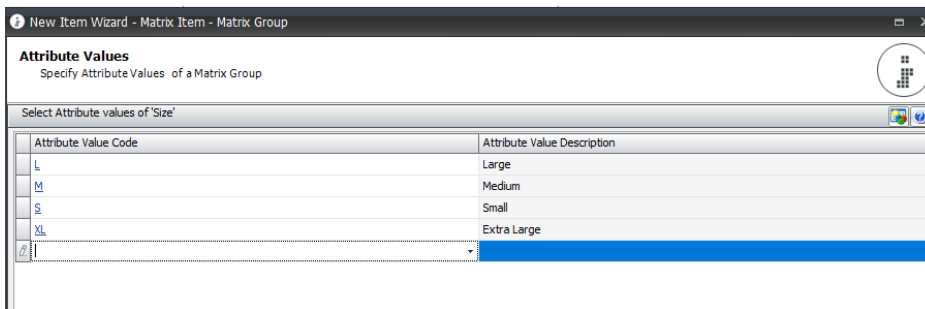 New Item Wizard - Matrix Item - Matrix Group
Attribute Values
Specify Attribute Values of a Matrix Group
Select Attribute values of 'Size'
Attribute Value Code Attribute Value Description
L Large
M Medium
S Small
XL Extra Large